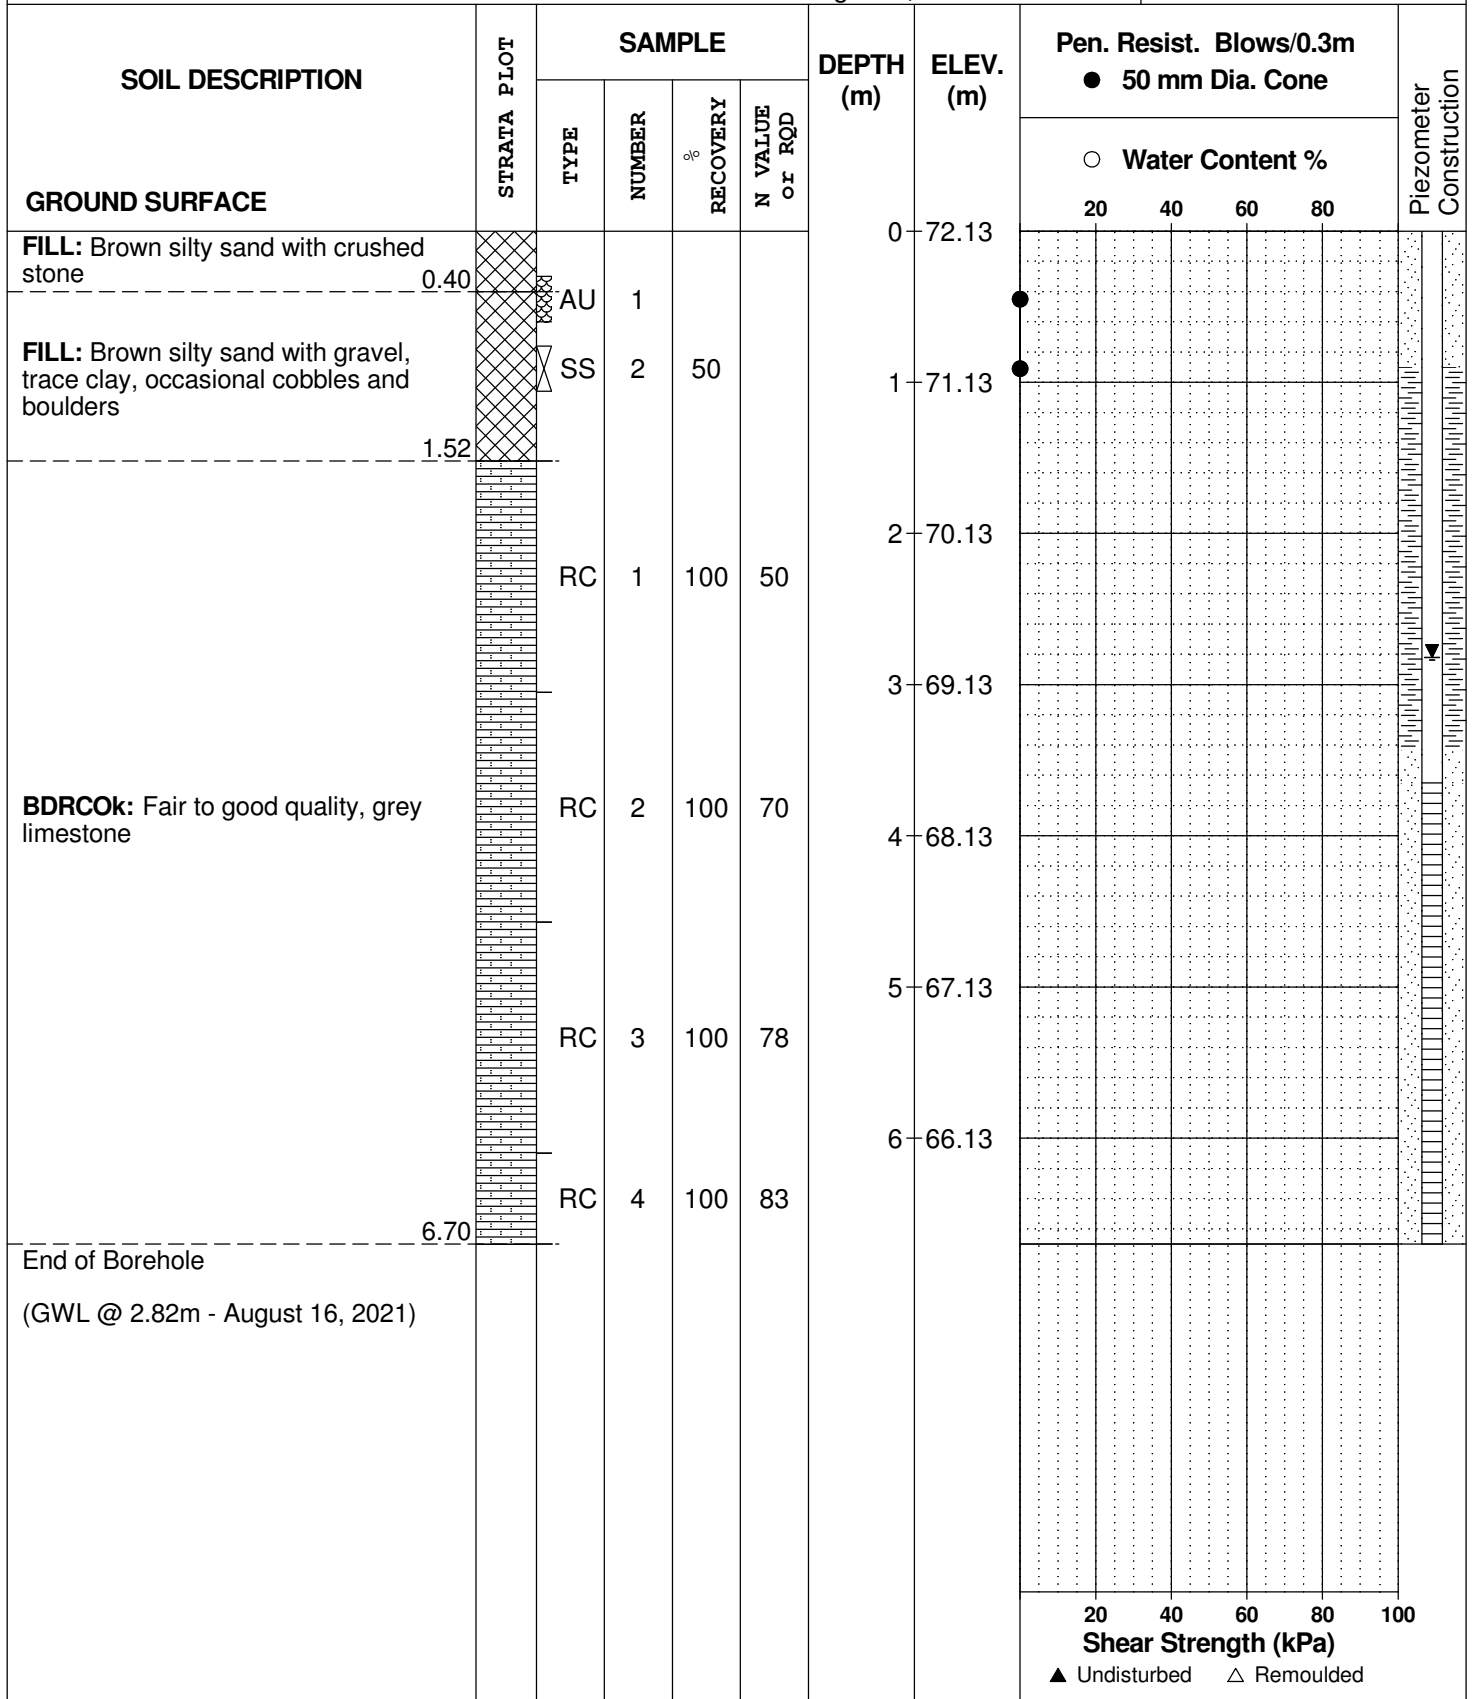 SOIL DESCRIPTION
GROUND SURFACE
STRATA PLOT
SAMPLE
TYPE
NUMBER
% RECOVERY
N VALUE
or RQD
DEPTH
(m)
ELEV.
(m)
Pen. Resist. Blows/0.3m
● 50 mm Dia. Cone
○ Water Content %
20 40 60 80
Piezometer
Construction
0 72.13
FILL: Brown silty sand with crushed
stone 0.40
AU 1
FILL: Brown silty sand with gravel,
trace clay, occasional cobbles and
boulders
SS 2 50
1 71.13
1.52
2 70.13
RC 1 100 50
3 69.13
BDRCOk: Fair to good quality, grey
limestone
RC 2 100 70
4 68.13
5 67.13
RC 3 100 78
6 66.13
RC 4 100 83
6.70
End of Borehole
(GWL @ 2.82m - August 16, 2021)
20 40 60 80 100
Shear Strength (kPa)
▲ Undisturbed △ Remoulded